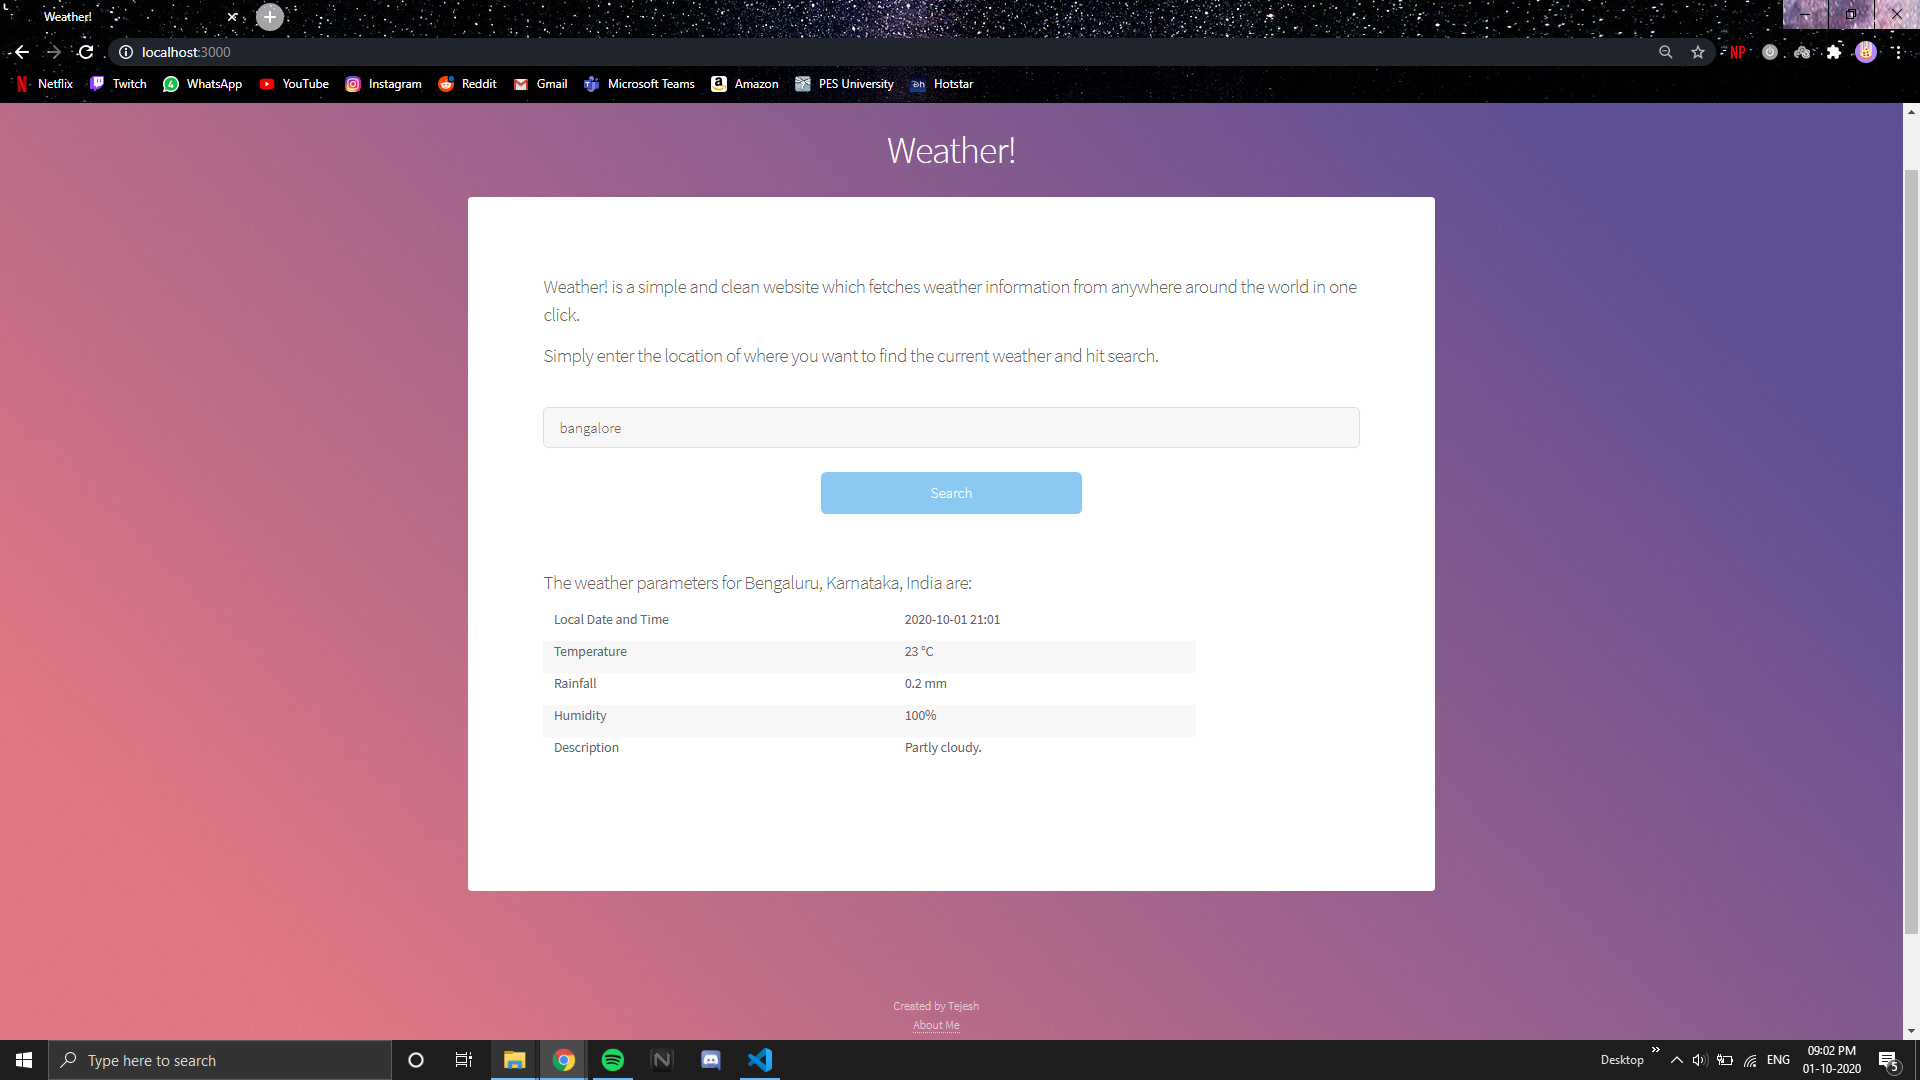 Weather!
localhost:3000
NP
Netflix Twitch WhatsApp YouTube Instagram Reddit Gmail Microsoft Teams Amazon PES University Hotstar
Weather!
Weather! is a simple and clean website which fetches weather information from anywhere around the world in one
click.
Simply enter the location of where you want to find the current weather and hit search.
bangalore
Search
The weather parameters for Bengaluru, Karnataka, India are:
Local Date and Time 2020-10-01 21:01
Temperature 23 °C
Rainfall 0.2 mm
Humidity 100%
Description Partly cloudy.
Created by Tejesh
About Me
Type here to search
Desktop
ENG
09:02 PM
01-10-2020
5